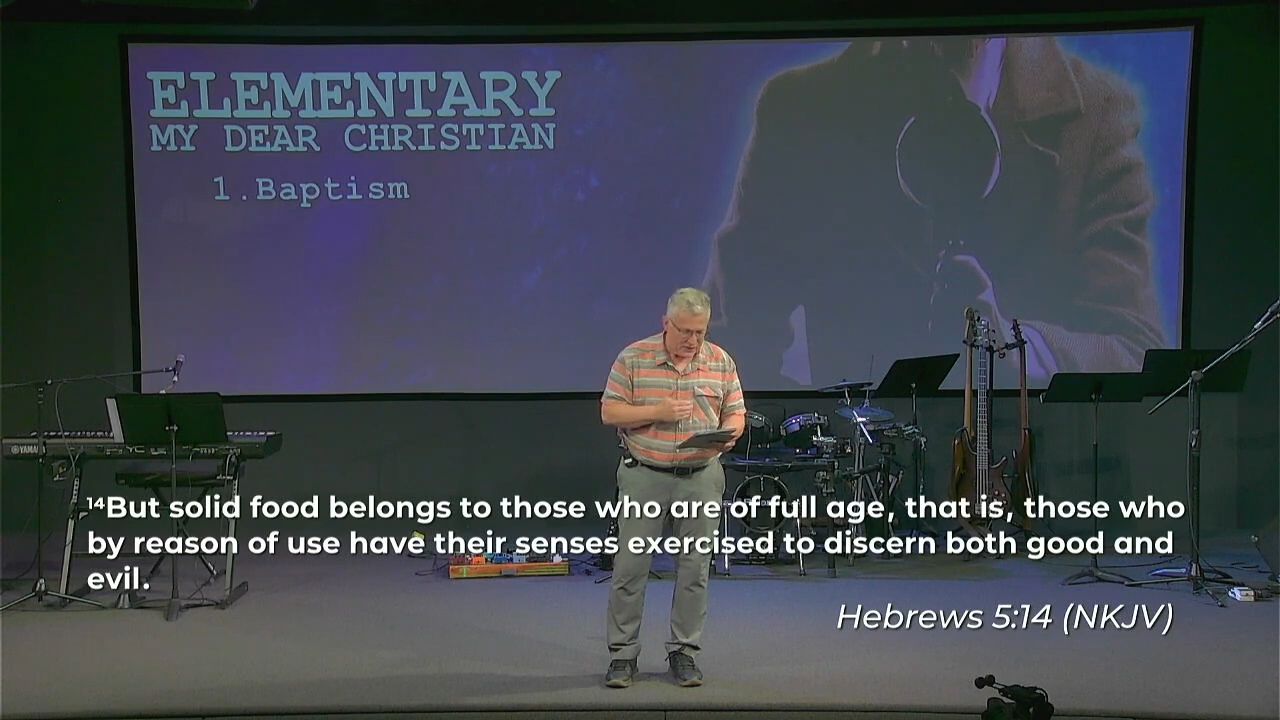 ELEMENTARY
MY DEAR CHRISTIAN
1.Baptism
YAMAHA
¹⁴But solid food belongs to those who are of full age, that is, those who
by reason of use have their senses exercised to discern both good and
evil.
Hebrews 5:14 (NKJV)